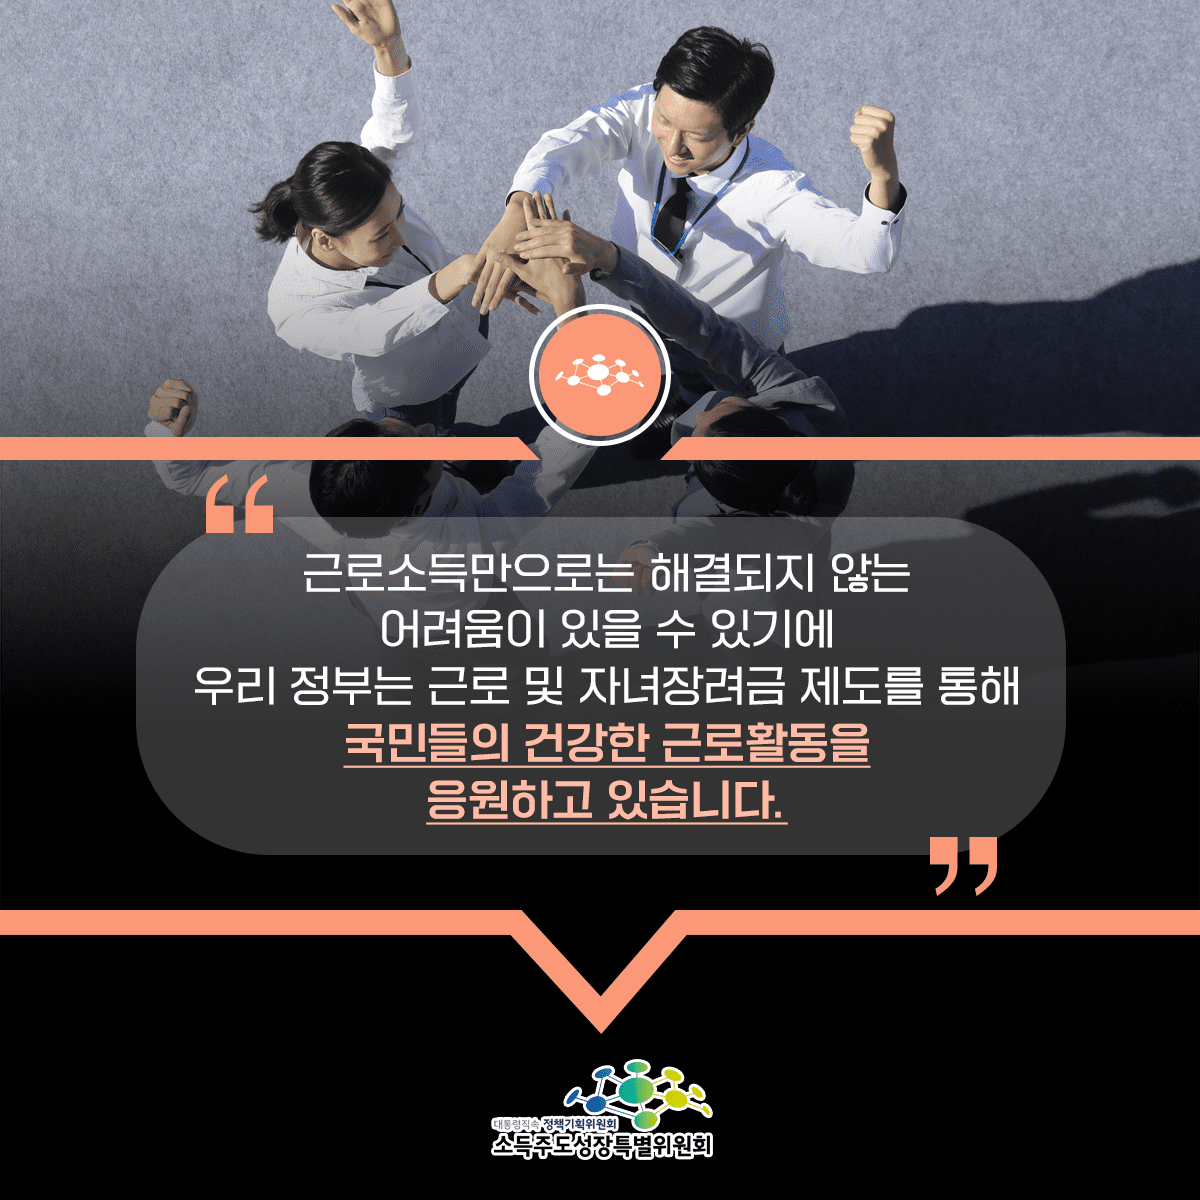 근로소득만으로는 해결되지 않는
어려움이 있을 수 있기에
우리 정부는 근로 및 자녀장려금 제도를 통해
국민들의 건강한 근로활동을
응원하고 있습니다.
대통령직속 정책기획위원회
소득주도성장특별위원회